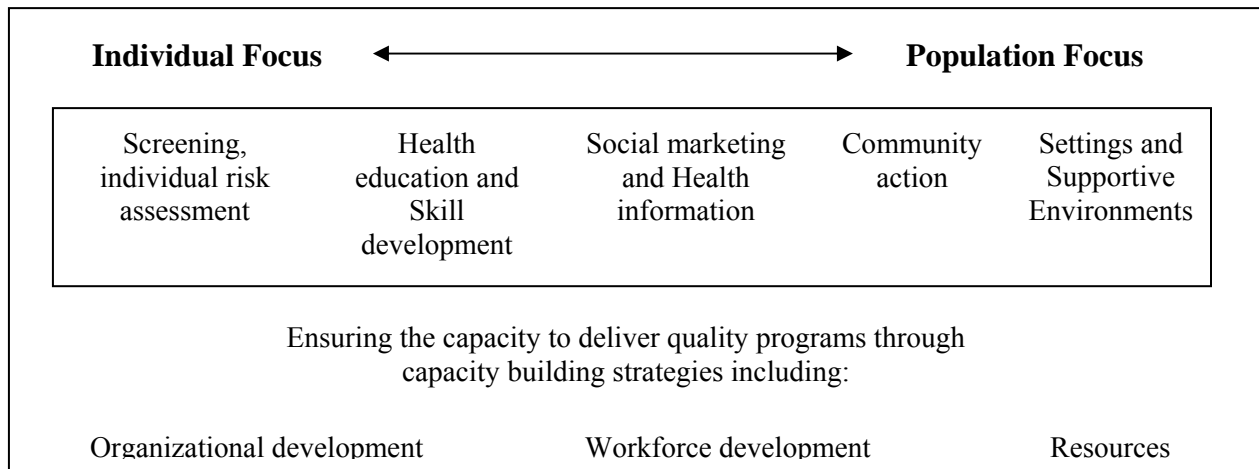 Individual Focus Population Focus
Screening, individual risk assessment
Health education and Skill development
Social marketing and Health information
Community action
Settings and Supportive Environments
Ensuring the capacity to deliver quality programs through
capacity building strategies including:
Organizational development Workforce development Resources